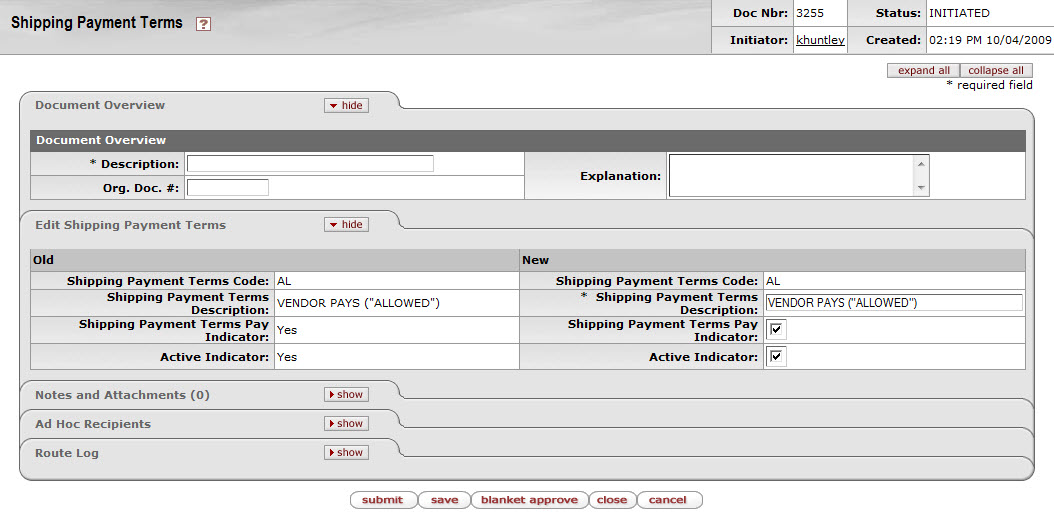 Shipping Payment Terms ?
Doc Nbr: 3255 Status: INITIATED
Initiator: khuntley Created: 02:19 PM 10/04/2009
expand all collapse all
* required field
Document Overview hide
Document Overview
* Description:
Explanation:
Org. Doc. #:
Edit Shipping Payment Terms hide
Old New
Shipping Payment Terms Code: AL Shipping Payment Terms Code: AL
Shipping Payment Terms
Description: VENDOR PAYS ("ALLOWED")
* Shipping Payment Terms
Description: VENDOR PAYS ("ALLOWED")
Shipping Payment Terms Pay
Indicator: Yes
Shipping Payment Terms Pay
Indicator:
Active Indicator: Yes Active Indicator:
Notes and Attachments (0) show
Ad Hoc Recipients show
Route Log show
submit save blanket approve close cancel